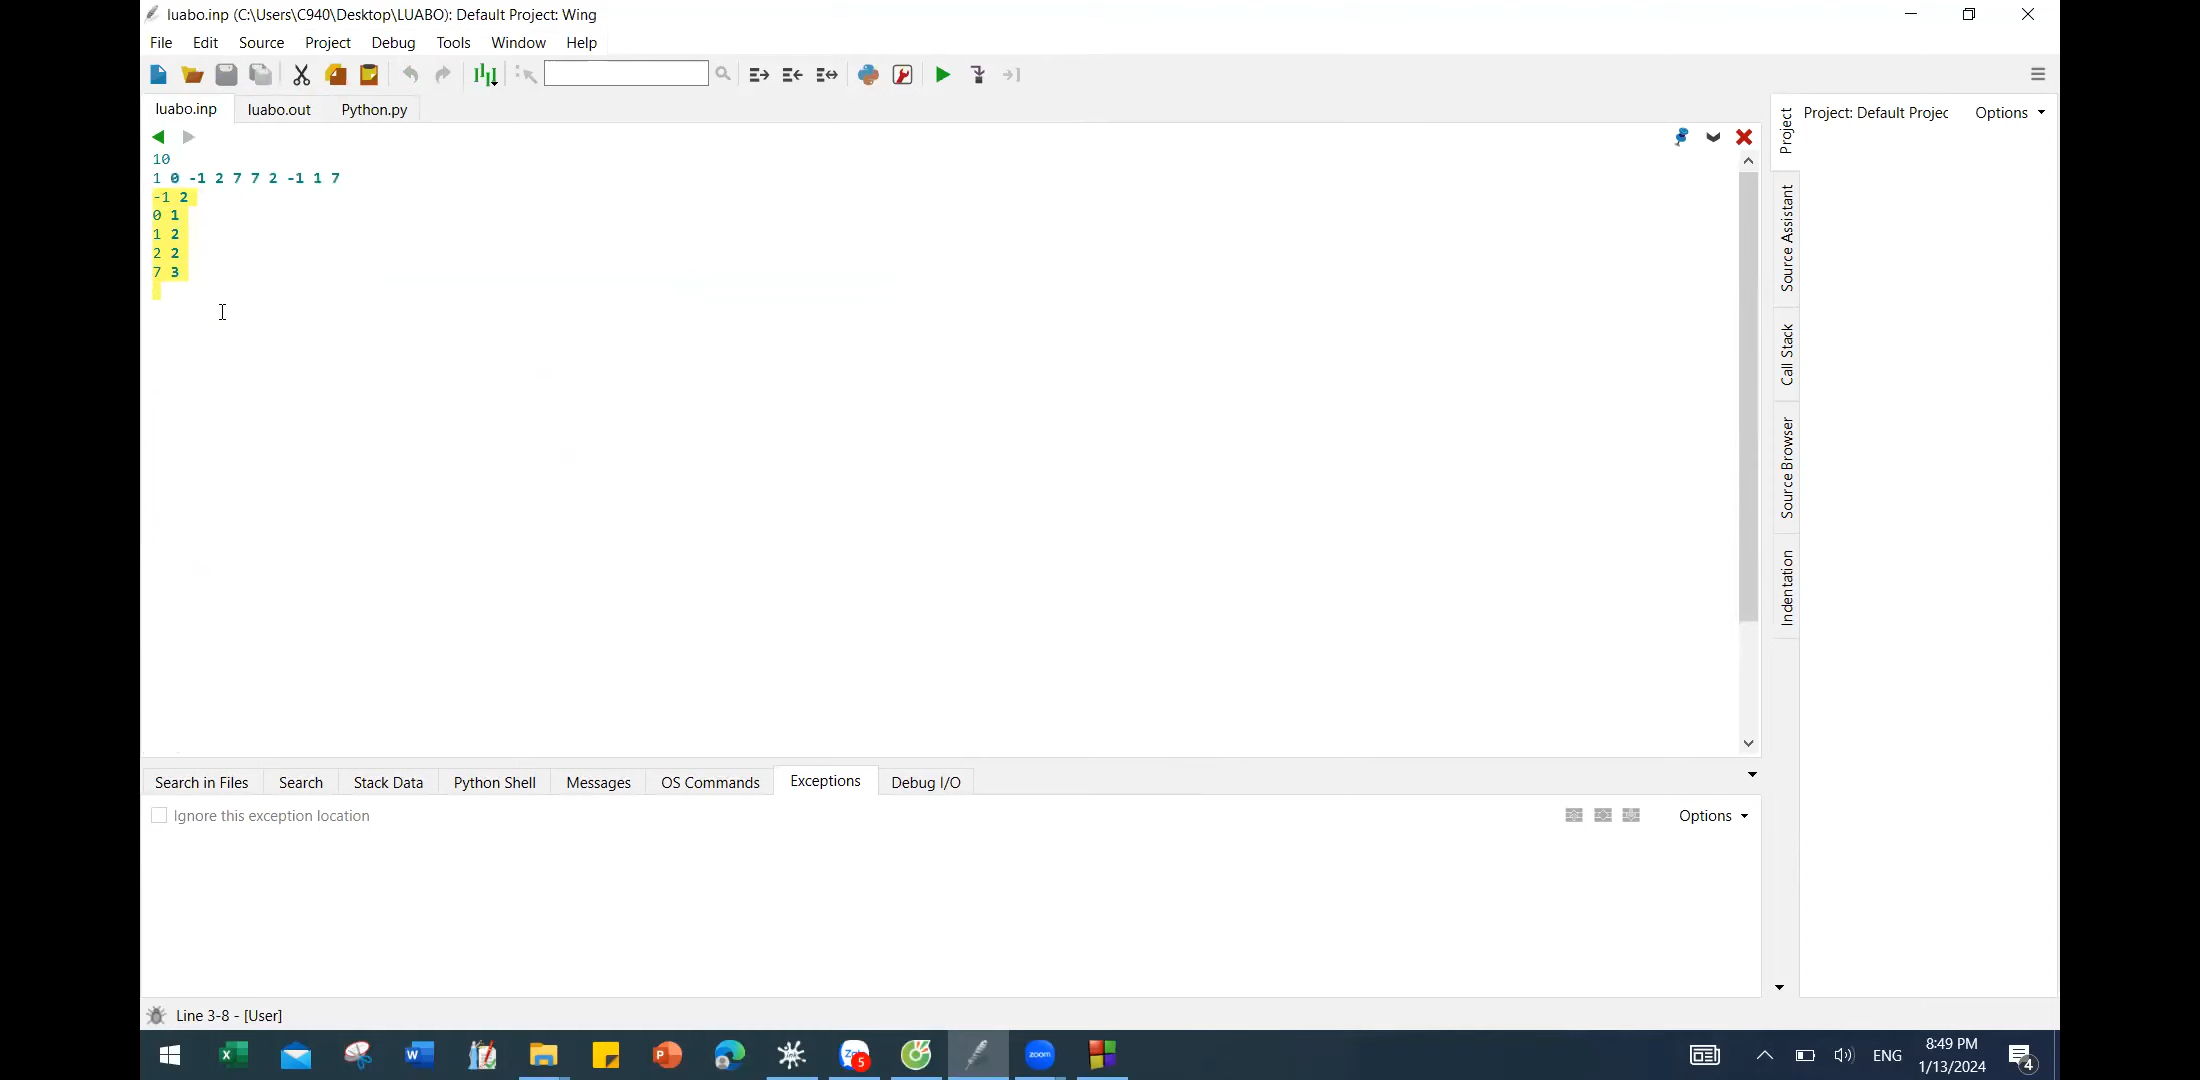 luabo.inp (C:\Users\C940\Desktop\LUABO): Default Project: Wing
File Edit Source Project Debug Tools Window Help
luabo.inp luabo.out Python.py
Project: Default Projec Options
10
1 0 -1 2 7 7 2 -1 1 7
-1 2
0 1
1 2
2 2
7 3
Project
Source Assistant
Call Stack
Source Browser
Indentation
Search in Files Search Stack Data Python Shell Messages OS Commands Exceptions Debug I/O
Ignore this exception location Options
Line 3-8 - [User]
zoom
5
ENG
8:49 PM
1/13/2024
4